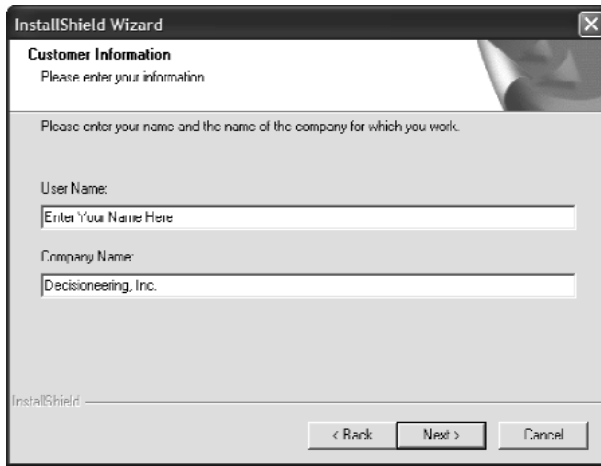 InstallShield Wizard
Customer Information
Please enter your information
Please enter your name and the name of the company for which you work.
User Name:
Enter Your Name Here
Company Name:
Decisioneering, Inc.
InstallShield
< Back Next > Cancel